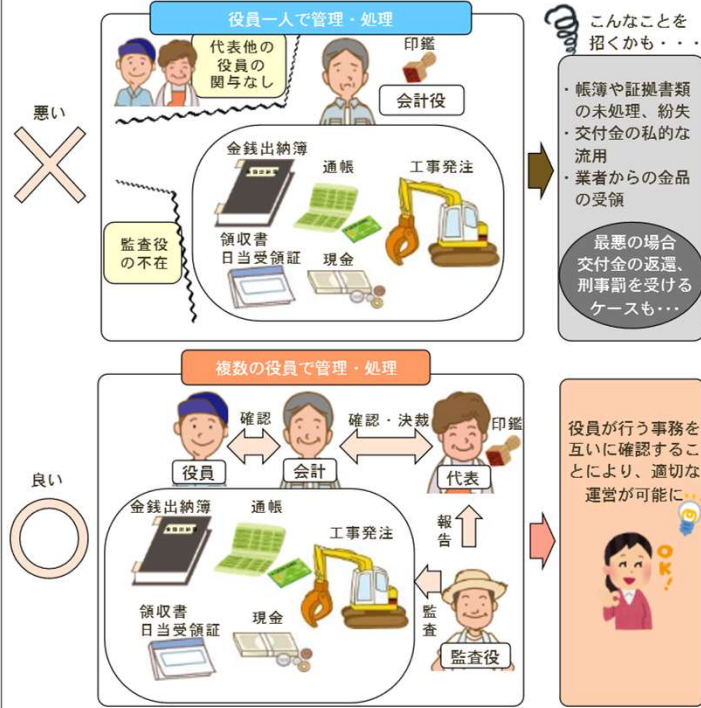 役員一人で管理・処理
代表他の
役員の
関与なし
印鑑
会計役
悪い
金銭出納簿
通帳
工事発注
監査役
の不在
領収書
日当受領証
現金
こんなことを
招くかも・・・
・帳簿や証拠書類
の未処理、紛失
・交付金の私的な
流用
・業者からの金品
の受領
最悪の場合
交付金の返還、
刑事罰を受ける
ケースも・・・
複数の役員で管理・処理
確認
確認・決裁
印鑑
役員
会計
代表
良い
金銭出納簿
通帳
工事発注
報告
領収書
日当受領証
現金
監査
監査役
役員が行う事務を
互いに確認するこ
とにより、適切な
運営が可能に
OK!